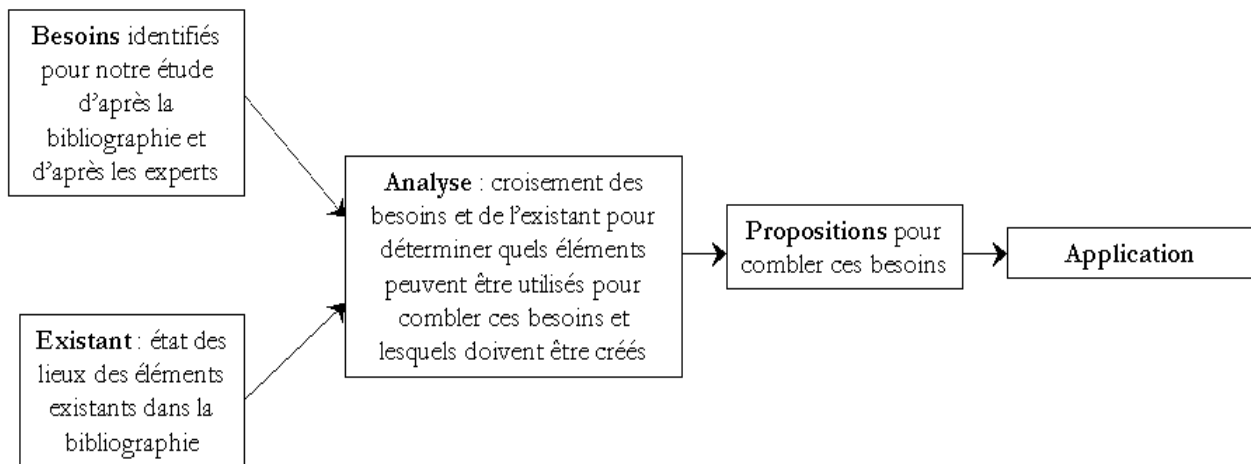 Besoins identifiés
pour notre étude
d'après la
bibliographie et
d'après les experts
Existant : état des
lieux des éléments
existants dans la
bibliographie
Analyse : croisement des
besoins et de l'existant pour
déterminer quels éléments
peuvent être utilisés pour
combler ces besoins et
lesquels doivent être créés
Propositions pour
combler ces besoins
Application